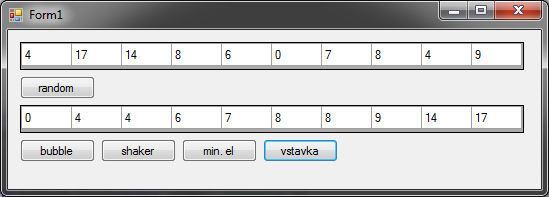 Form1
4 17 14 8 6 0 7 8 4 9
random
0 4 4 6 7 8 8 9 14 17
bubble shaker min. el vstavka